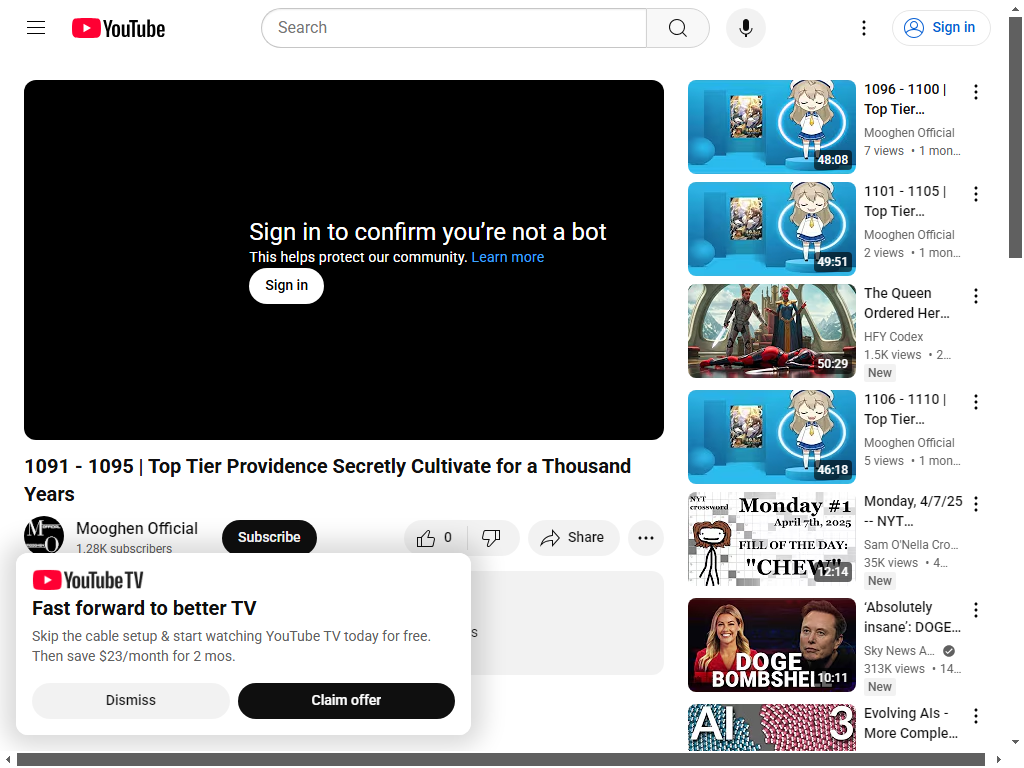 YouTube
Search
Sign in
Sign in to confirm you're not a bot
This helps protect our community. Learn more
Sign in
1091 - 1095 | Top Tier Providence Secretly Cultivate for a Thousand
Years
Mooghen Official
1.28K subscribers
Subscribe
0
Share
YouTube TV
Fast forward to better TV
Skip the cable setup & start watching YouTube TV today for free.
Then save $23/month for 2 mos.
Dismiss
Claim offer
s
48:08
1096 - 1100 |
Top Tier…
Mooghen Official
7 views • 1 mon…
49:51
1101 - 1105 |
Top Tier…
Mooghen Official
2 views • 1 mon…
50:29
The Queen
Ordered Her…
HFY Codex
1.5K views • 2…
New
46:18
1106 - 1110 |
Top Tier…
Mooghen Official
5 views • 1 mon…
NYT
crossword
Monday #1
April 7th, 2025
FILL OF THE DAY:
"CHEW"
12:14
Monday, 4/7/25
-- NYT…
Sam O'Nella Cro…
35K views • 4…
New
DOGE
BOMBSHELL
10:11
'Absolutely
insane': DOGE…
Sky News A…
313K views • 14…
New
AI
3
Evolving AIs -
More Comple…